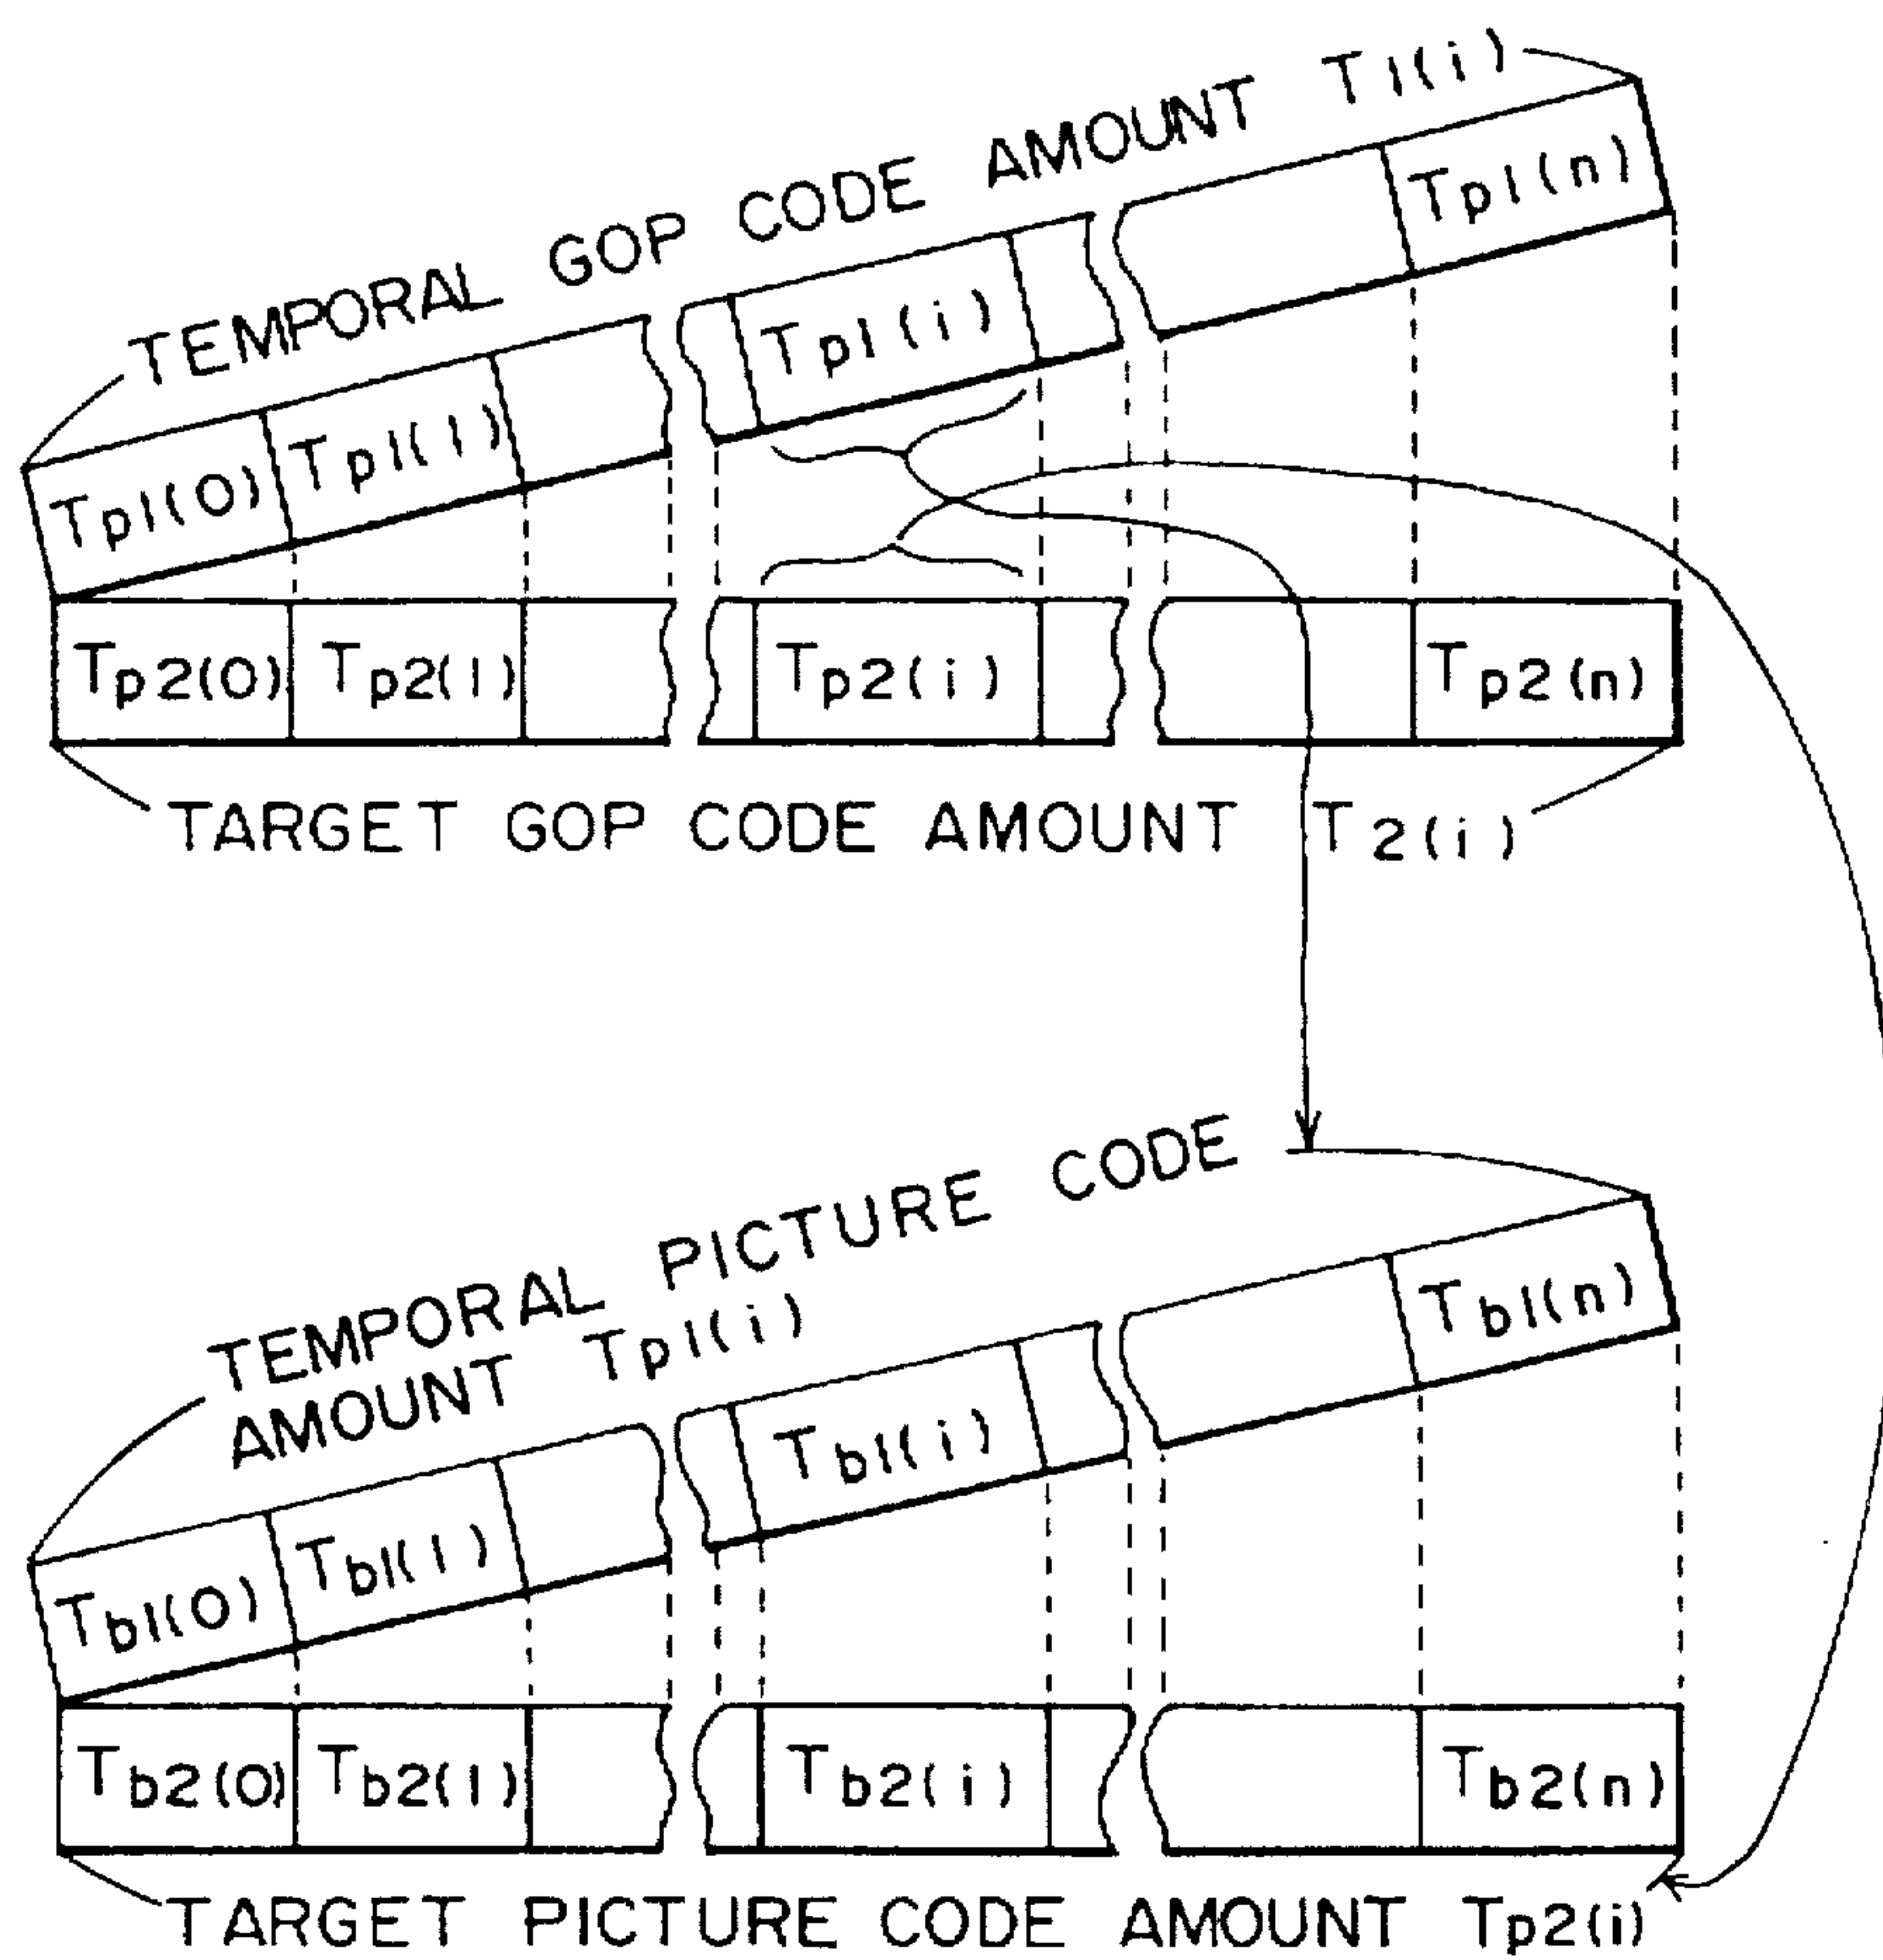 TEMPORAL GOP CODE AMOUNT T1(i)
Tp1(0) Tp1(1) Tp1(i) Tp1(n)
Tp2(0) Tp2(1) Tp2(i) Tp2(n)
TARGET GOP CODE AMOUNT T2(i)
TEMPORAL PICTURE CODE
AMOUNT Tp1(i)
Tb1(0) Tb1(1) Tb1(i) Tb1(n)
Tb2(0) Tb2(1) Tb2(i) Tb2(n)
TARGET PICTURE CODE AMOUNT Tp2(i)